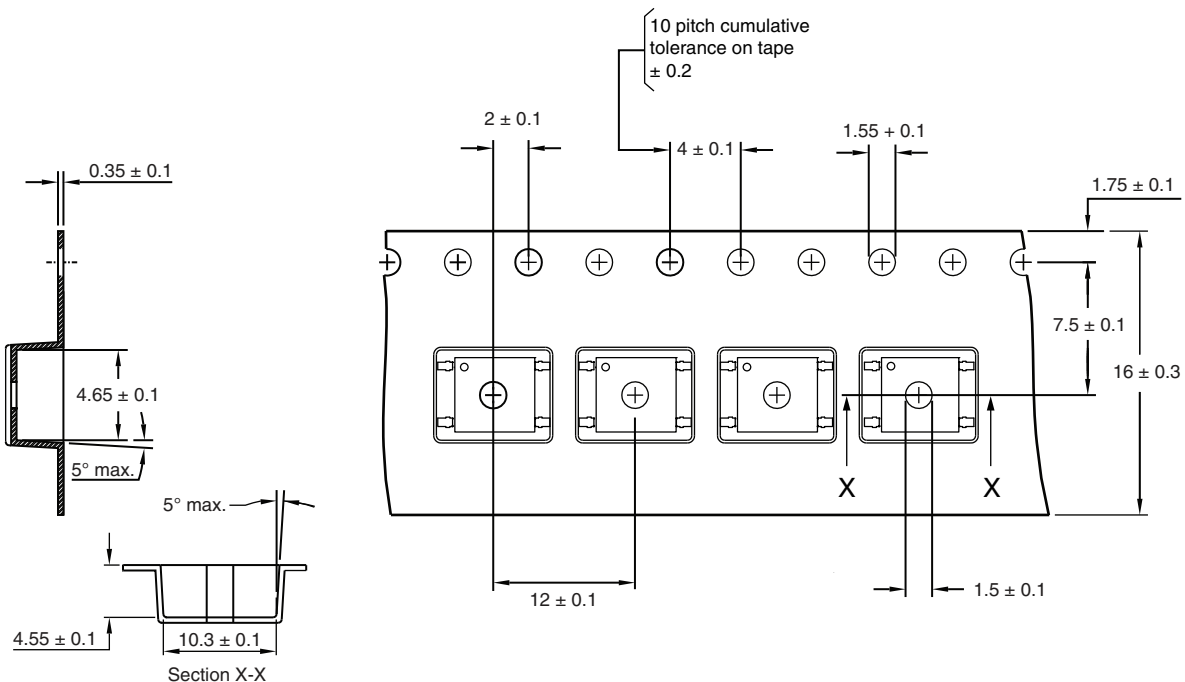 10 pitch cumulative
tolerance on tape
± 0.2
2 ± 0.1
4 ± 0.1
1.55 + 0.1
0.35 ± 0.1
1.75 ± 0.1
7.5 ± 0.1
16 ± 0.3
4.65 ± 0.1
5° max.
X
X
5° max.
12 ± 0.1
1.5 ± 0.1
4.55 ± 0.1
10.3 ± 0.1
Section X-X